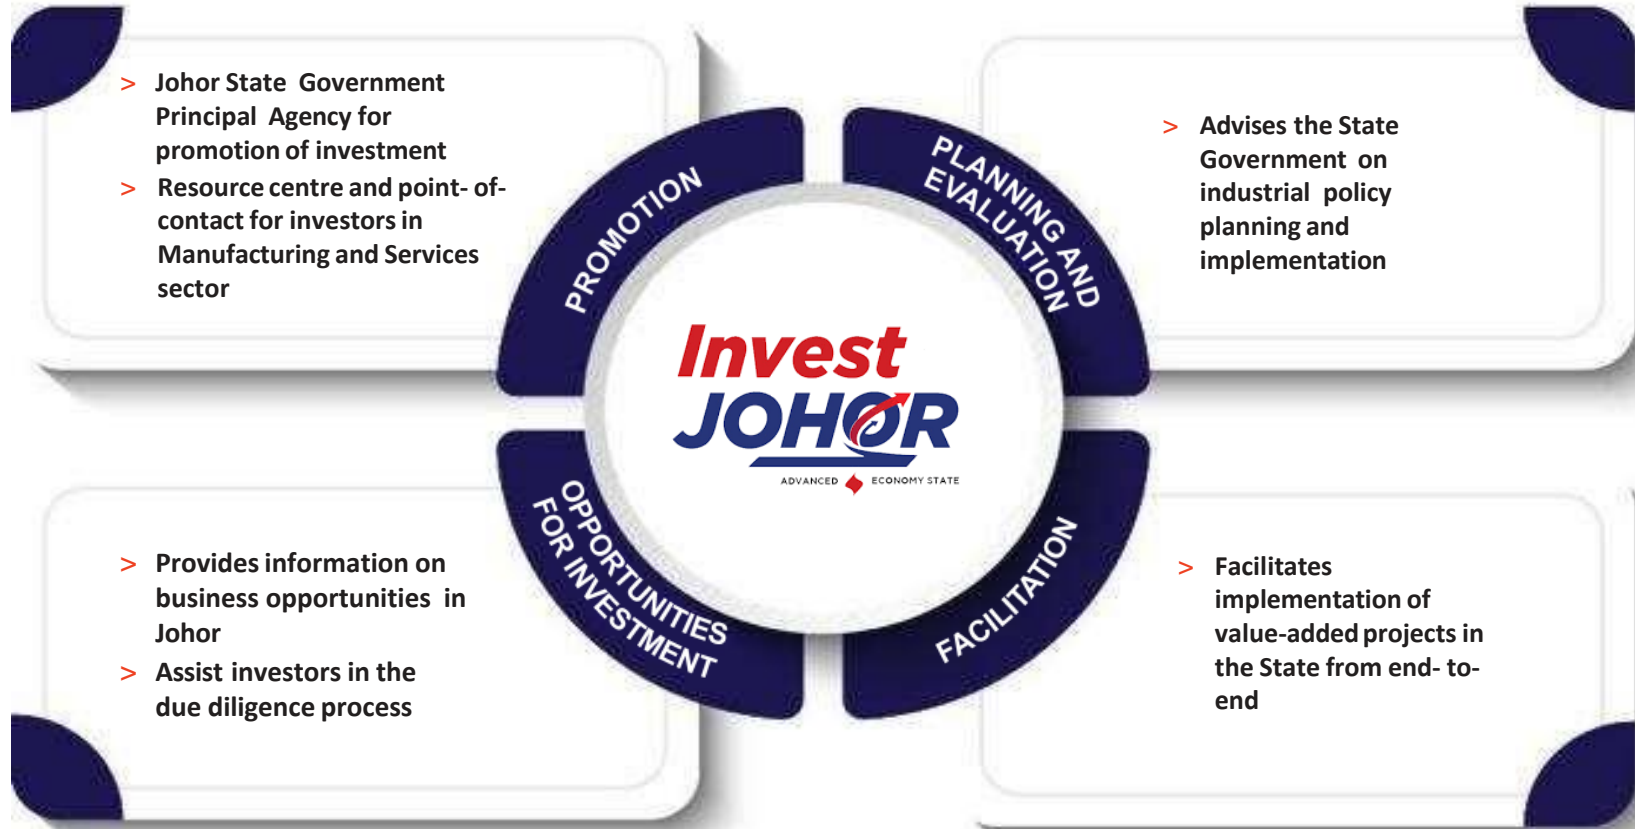 > Johor State Government
Principal Agency for
promotion of investment
> Resource centre and point- of-
contact for investors in
Manufacturing and Services
sector
PROMOTION
PLANNING AND
EVALUATION
> Advises the State
Government on
industrial policy
planning and
implementation
Invest
JOHOR
ADVANCED ECONOMY STATE
> Provides information on
business opportunities in
Johor
> Assist investors in the
due diligence process
OPPORTUNITIES
FOR INVESTMENT
FACILITATION
> Facilitates
implementation of
value-added projects in
the State from end- to-
end